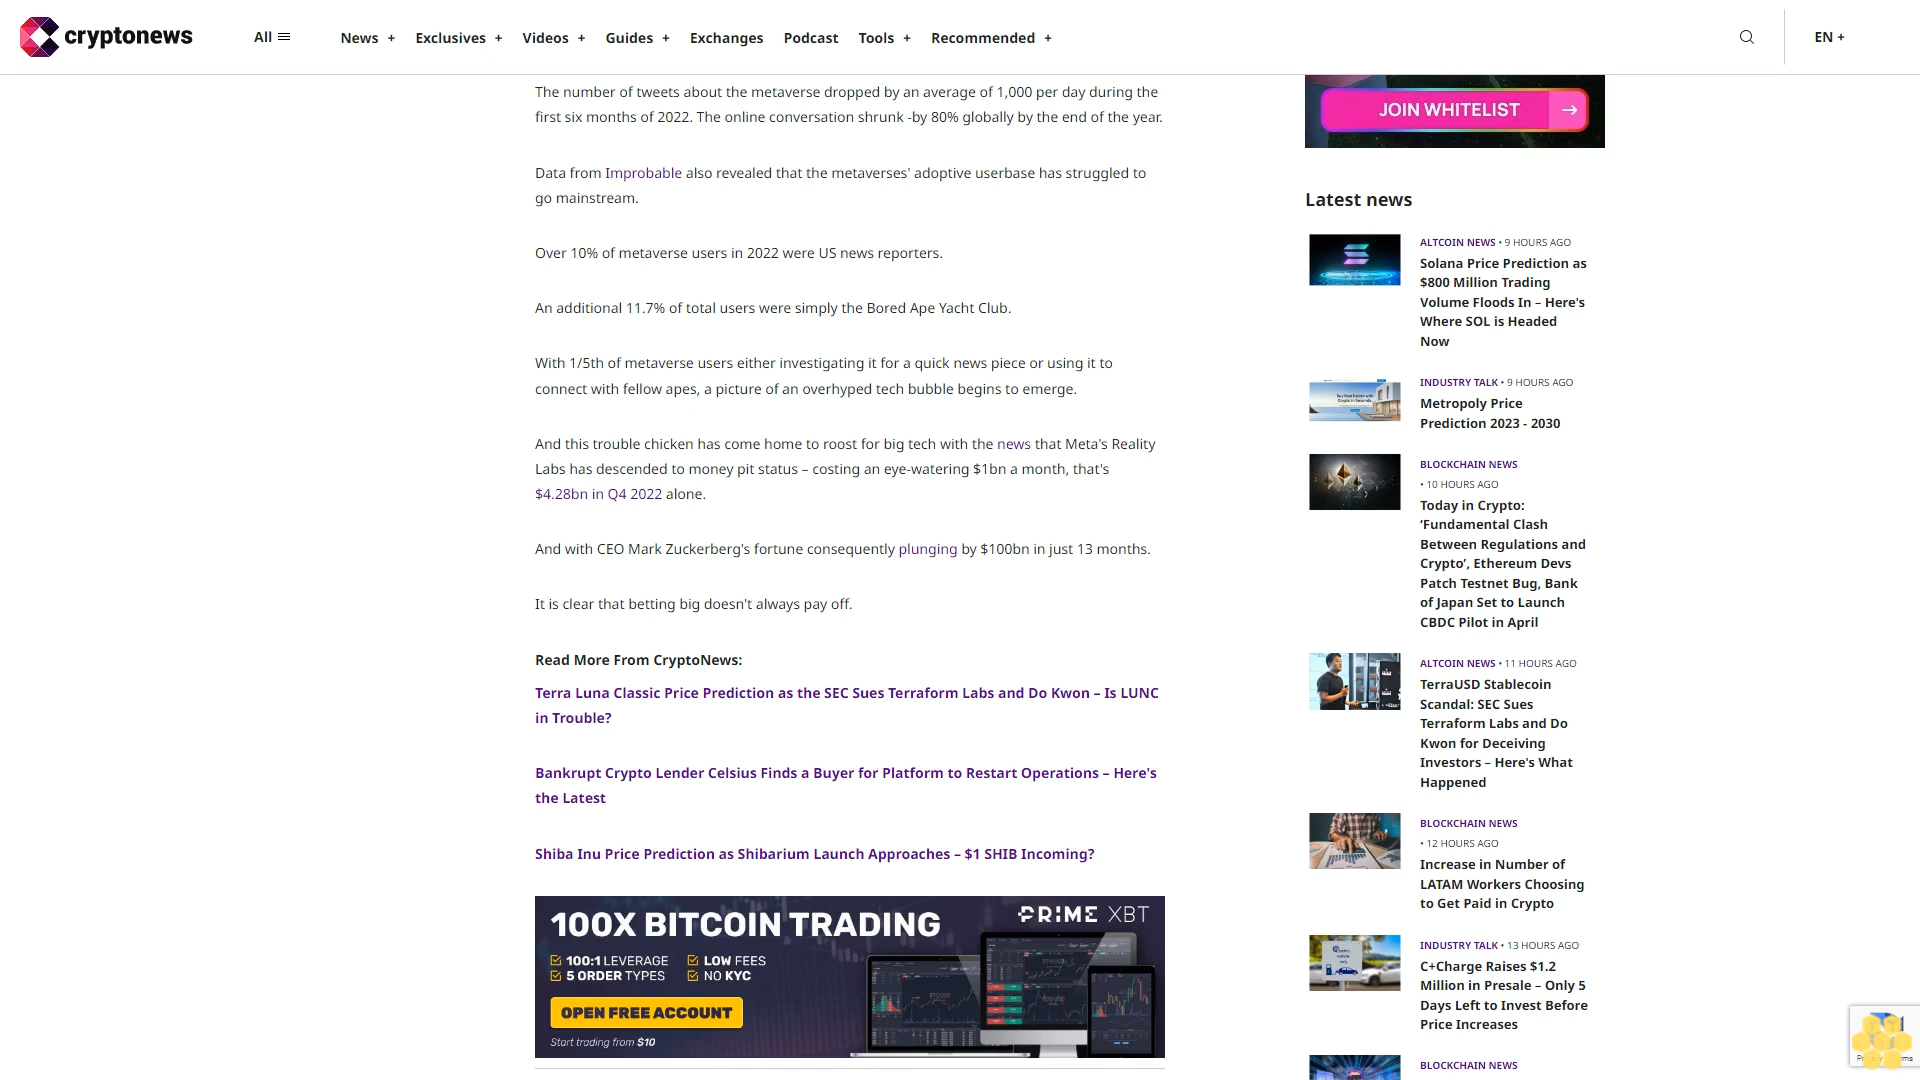 cryptonews
All
News +
Exclusives +
Videos +
Guides +
Exchanges
Podcast
Tools +
Recommended +
EN +
The number of tweets about the metaverse dropped by an average of 1,000 per day during the
first six months of 2022. The online conversation shrunk -by 80% globally by the end of the year.
Data from Improbable also revealed that the metaverses' adoptive userbase has struggled to
go mainstream.
Over 10% of metaverse users in 2022 were US news reporters.
An additional 11.7% of total users were simply the Bored Ape Yacht Club.
With 1/5th of metaverse users either investigating it for a quick news piece or using it to
connect with fellow apes, a picture of an overhyped tech bubble begins to emerge.
And this trouble chicken has come home to roost for big tech with the news that Meta's Reality
Labs has descended to money pit status – costing an eye-watering $1bn a month, that's
$4.28bn in Q4 2022 alone.
And with CEO Mark Zuckerberg's fortune consequently plunging by $100bn in just 13 months.
It is clear that betting big doesn't always pay off.
Read More From CryptoNews:
Terra Luna Classic Price Prediction as the SEC Sues Terraform Labs and Do Kwon – Is LUNC
in Trouble?
Bankrupt Crypto Lender Celsius Finds a Buyer for Platform to Restart Operations – Here's
the Latest
Shiba Inu Price Prediction as Shibarium Launch Approaches – $1 SHIB Incoming?
100X BITCOIN TRADING
PRIME XBT
100:1 LEVERAGE
LOW FEES
5 ORDER TYPES
NO KYC
OPEN FREE ACCOUNT
Start trading from $10
JOIN WHITELIST
Latest news
ALTCOIN NEWS • 9 HOURS AGO
Solana Price Prediction as
$800 Million Trading
Volume Floods In – Here's
Where SOL is Headed
Now
INDUSTRY TALK • 9 HOURS AGO
Metropoly Price
Prediction 2023 - 2030
BLOCKCHAIN NEWS
• 10 HOURS AGO
Today in Crypto:
‘Fundamental Clash
Between Regulations and
Crypto’, Ethereum Devs
Patch Testnet Bug, Bank
of Japan Set to Launch
CBDC Pilot in April
ALTCOIN NEWS • 11 HOURS AGO
TerraUSD Stablecoin
Scandal: SEC Sues
Terraform Labs and Do
Kwon for Deceiving
Investors – Here's What
Happened
BLOCKCHAIN NEWS
• 12 HOURS AGO
Increase in Number of
LATAM Workers Choosing
to Get Paid in Crypto
INDUSTRY TALK • 13 HOURS AGO
C+Charge Raises $1.2
Million in Presale – Only 5
Days Left to Invest Before
Price Increases
BLOCKCHAIN NEWS